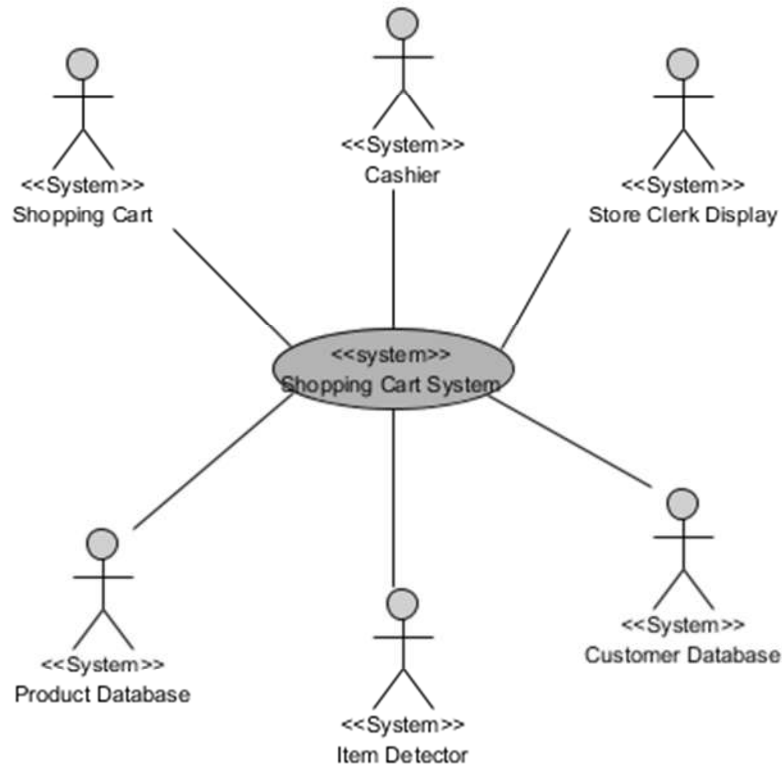 <<System>>
Cashier
<<System>>
Shopping Cart
<<System>>
Store Clerk Display
<<system>>
Shopping Cart System
<<System>>
Product Database
<<System>>
Item Detector
<<System>>
Customer Database